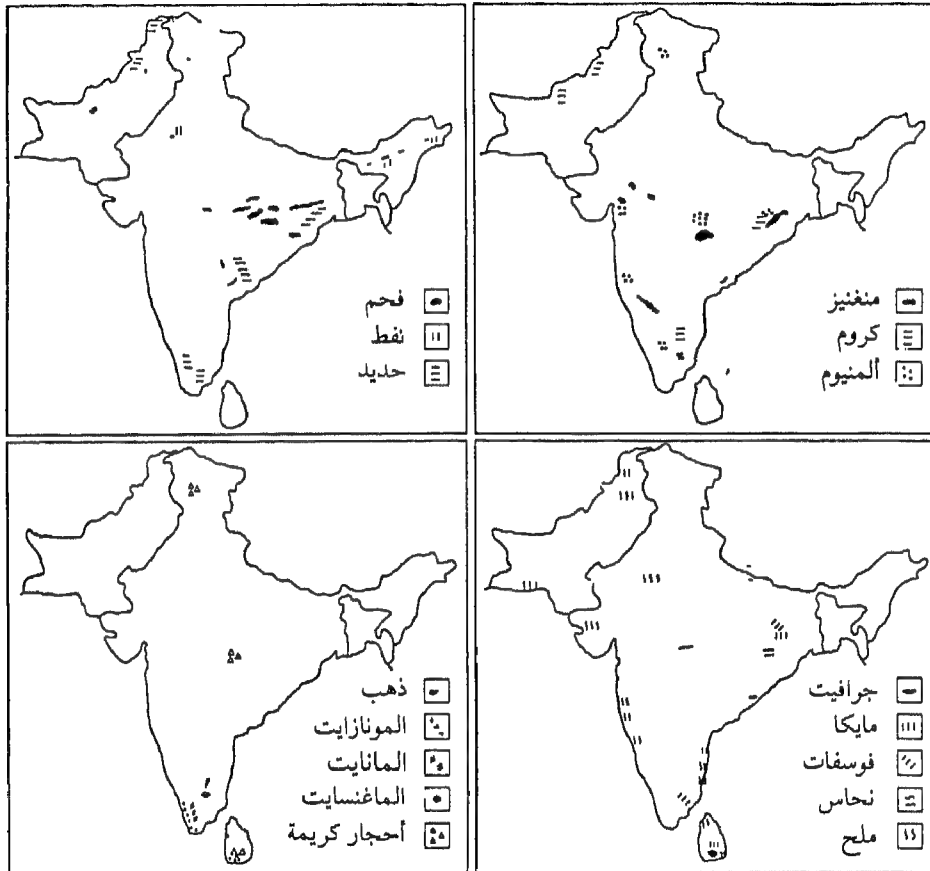 فحم
نفط
حديد
منغنيز
كروم
ألمنيوم
ذهب
المونازايت
المانايت
الماغنسايت
أحجار كريمة
جرافيت
مايكا
فوسفات
نحاس
ملح